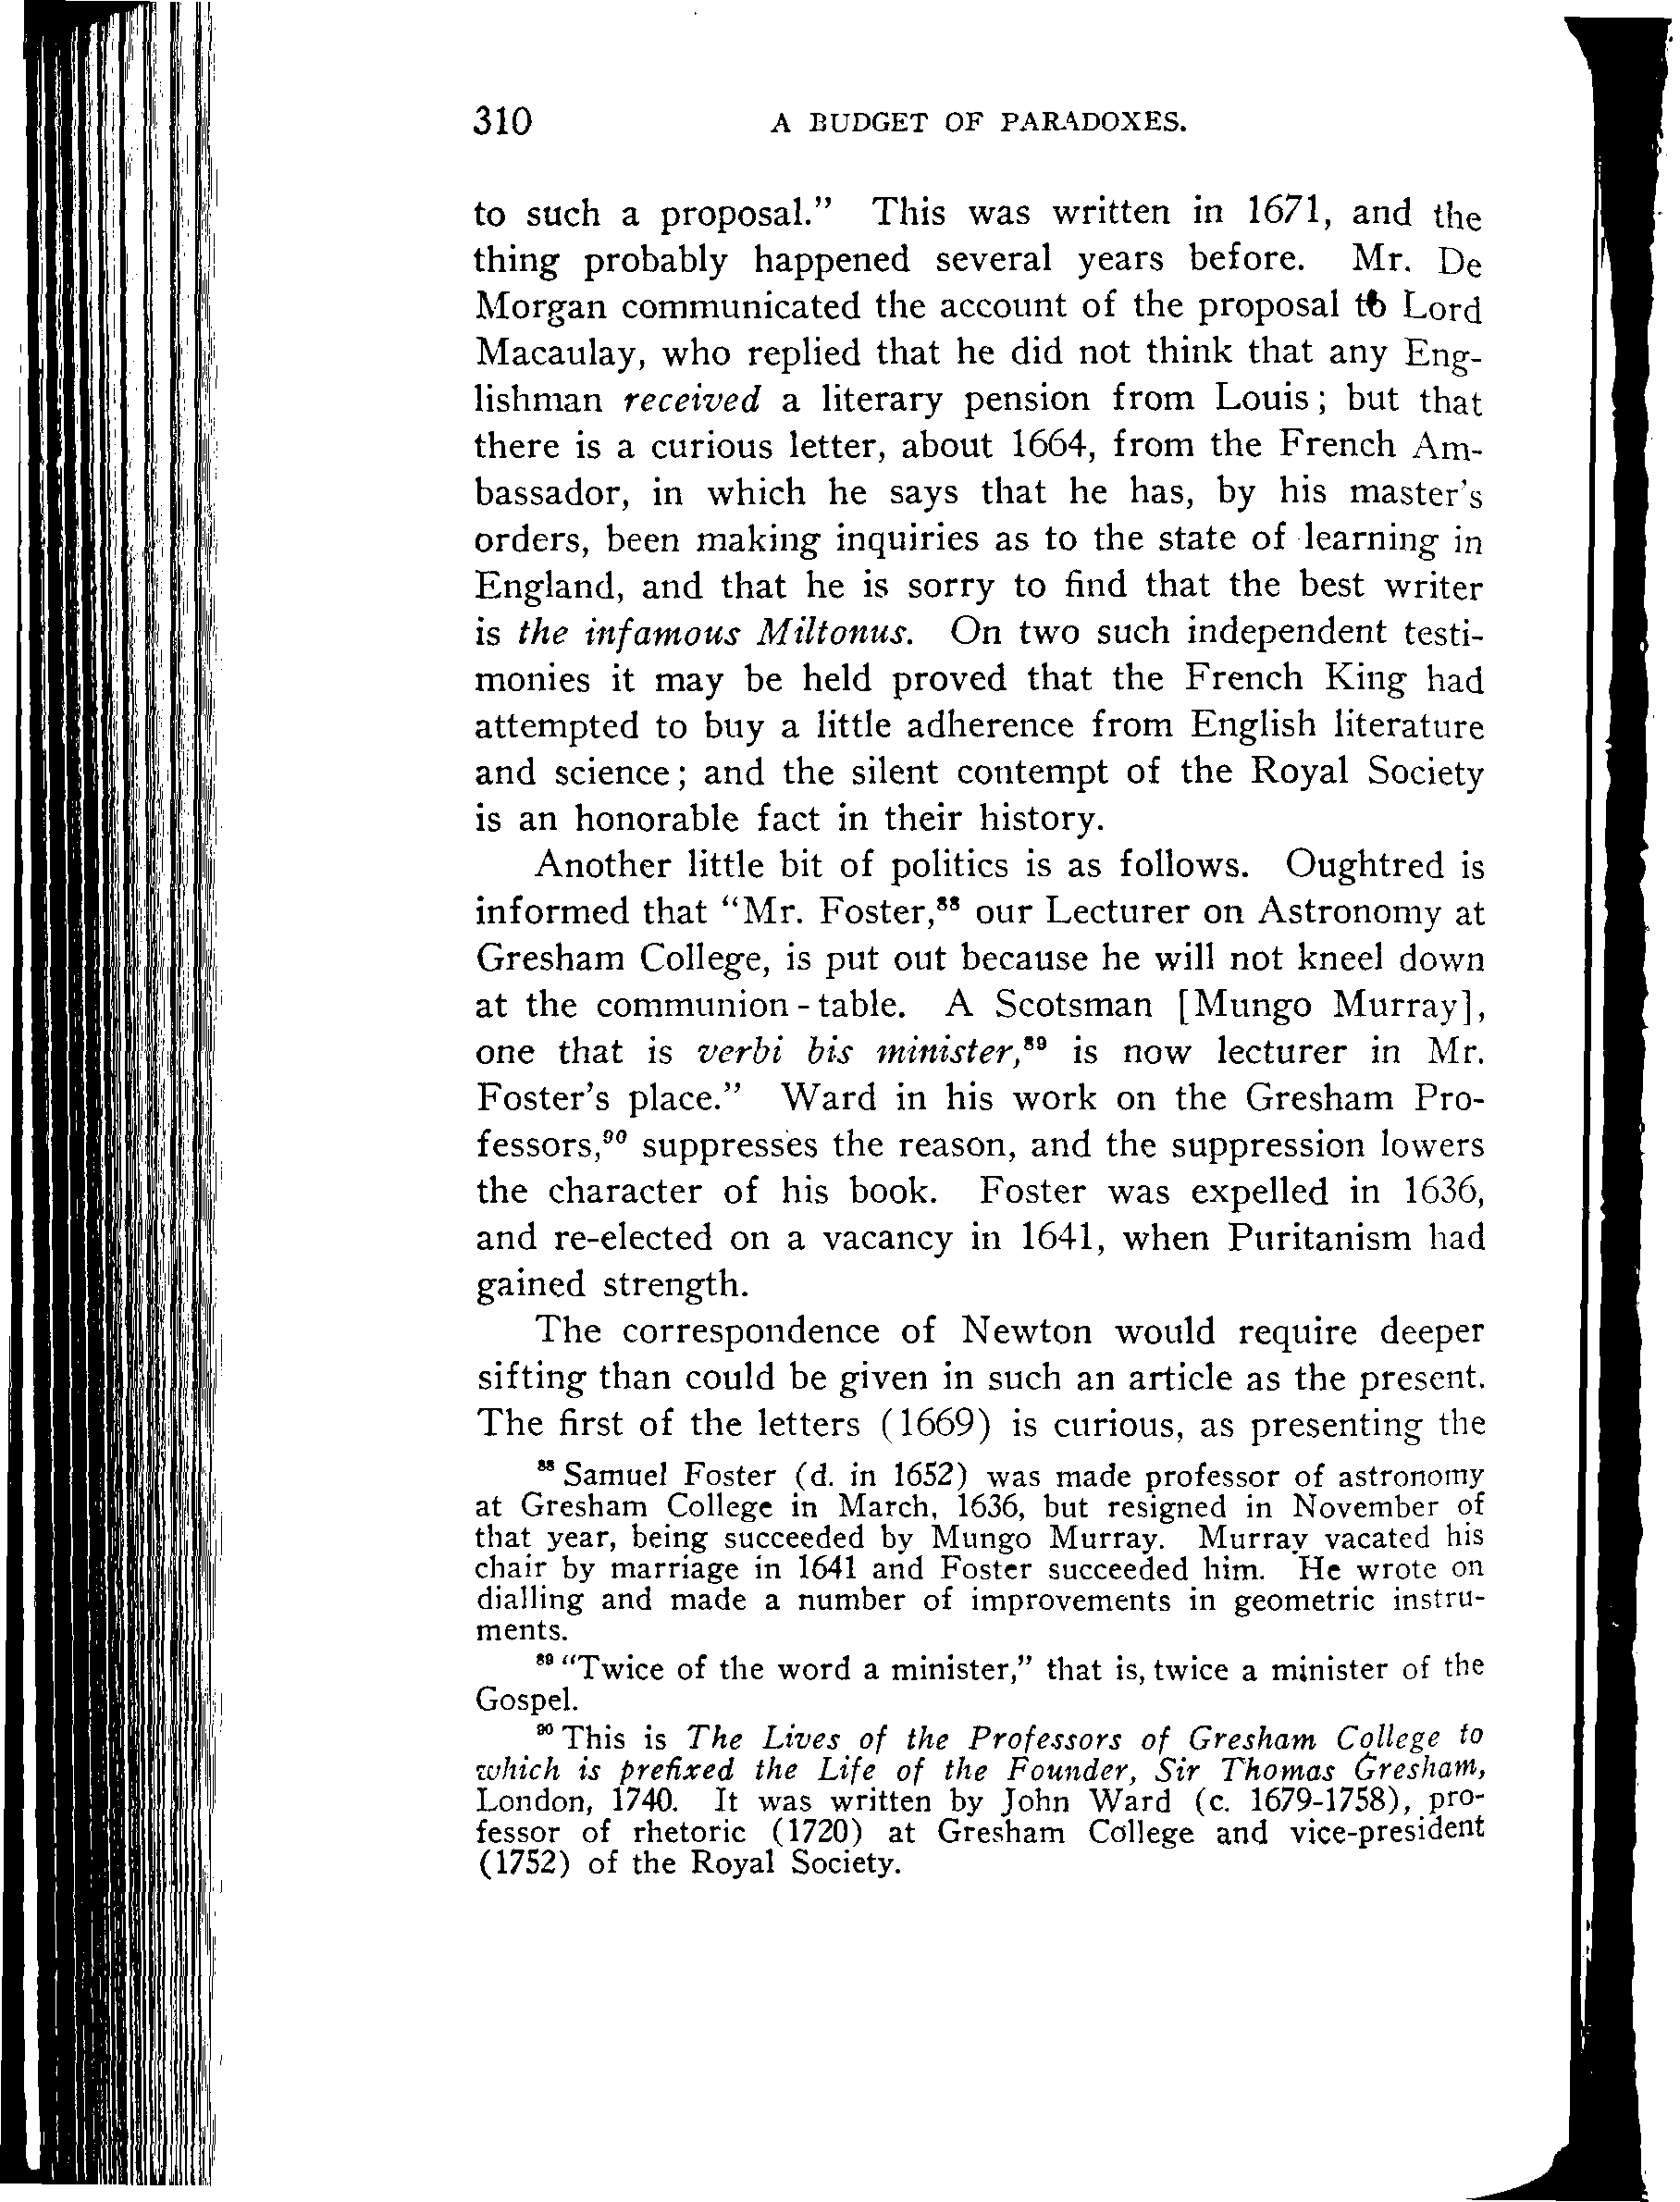 310 A BUDGET OF PARADOXES.
to such a proposal." This was written in 1671, and the
thing probably happened several years before. Mr. De
Morgan communicated the account of the proposal to Lord
Macaulay, who replied that he did not think that any Eng-
lishman received a literary pension from Louis; but that
there is a curious letter, about 1664, from the French Am-
bassador, in which he says that he has, by his master's
orders, been making inquiries as to the state of learning in
England, and that he is sorry to find that the best writer
is the infamous Miltonus. On two such independent testi-
monies it may be held proved that the French King had
attempted to buy a little adherence from English literature
and science; and the silent contempt of the Royal Society
is an honorable fact in their history.
Another little bit of politics is as follows. Oughtred is
informed that "Mr. Foster,⁸⁸ our Lecturer on Astronomy at
Gresham College, is put out because he will not kneel down
at the communion-table. A Scotsman [Mungo Murray],
one that is verbi bis minister,⁸⁹ is now lecturer in Mr.
Foster's place." Ward in his work on the Gresham Pro-
fessors,⁹⁰ suppresses the reason, and the suppression lowers
the character of his book. Foster was expelled in 1636,
and re-elected on a vacancy in 1641, when Puritanism had
gained strength.
The correspondence of Newton would require deeper
sifting than could be given in such an article as the present.
The first of the letters (1669) is curious, as presenting the
⁸⁸ Samuel Foster (d. in 1652) was made professor of astronomy
at Gresham College in March, 1636, but resigned in November of
that year, being succeeded by Mungo Murray. Murray vacated his
chair by marriage in 1641 and Foster succeeded him. He wrote on
dialling and made a number of improvements in geometric instru-
ments.
⁸⁹ "Twice of the word a minister," that is, twice a minister of the
Gospel.
⁹⁰ This is The Lives of the Professors of Gresham College to
which is prefixed the Life of the Founder, Sir Thomas Gresham,
London, 1740. It was written by John Ward (c. 1679-1758), pro-
fessor of rhetoric (1720) at Gresham College and vice-president
(1752) of the Royal Society.